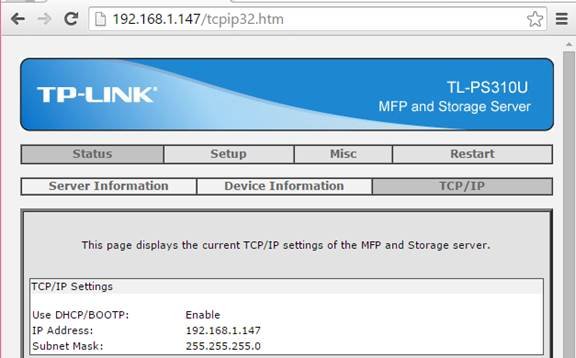 192.168.1.147/tcpip32.htm
TP-LINK
TL-PS310U
MFP and Storage Server
Status Setup Misc Restart
Server Information Device Information TCP/IP
This page displays the current TCP/IP settings of the MFP and Storage server.
TCP/IP Settings
Use DHCP/BOOTP: Enable
IP Address: 192.168.1.147
Subnet Mask: 255.255.255.0